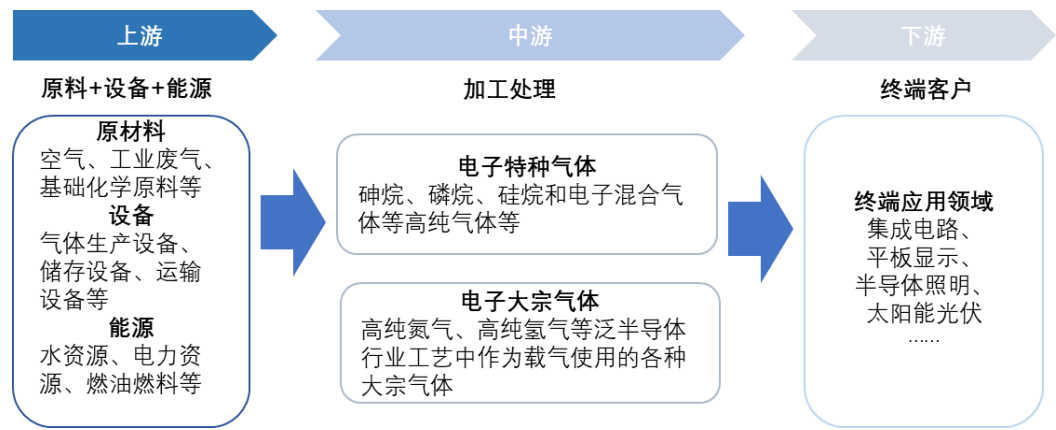 上游
原料+设备+能源
原材料
空气、工业废气、
基础化学原料等
设备
气体生产设备、
储存设备、运输
设备等
能源
水资源、电力资
源、燃油燃料等
中游
加工处理
电子特种气体
砷烷、磷烷、硅烷和电子混合气
体等高纯气体等
电子大宗气体
高纯氮气、高纯氢气等泛半导体
行业工艺中作为载气使用的各种
大宗气体
下游
终端客户
终端应用领域
集成电路、
平板显示、
半导体照明、
太阳能光伏
……